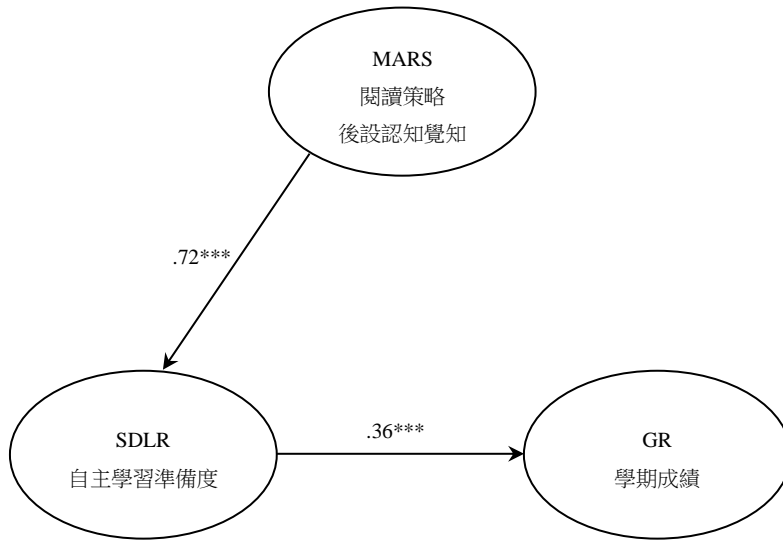 MARS
閱讀策略
後設認知覺知
.72***
SDLR
自主學習準備度
.36***
GR
學期成績